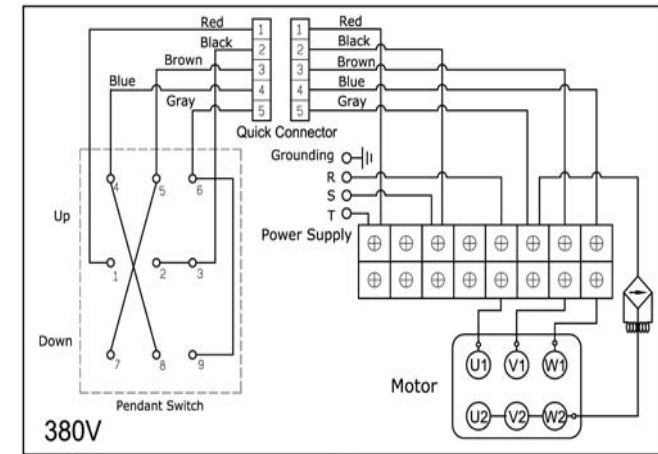 Red
Black
Brown
Blue
Gray
1
2
3
4
5
1
2
3
4
5
Red
Black
Brown
Blue
Gray
Quick Connector
Grounding
R
S
T
Power Supply
Up
4
5
6
1
2
3
Down
7
8
9
Pendant Switch
Motor
U1
V1
W1
U2
V2
W2
380V